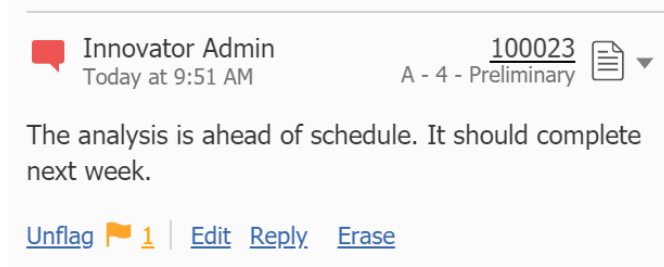 Innovator Admin 100023
Today at 9:51 AM A - 4 - Preliminary
The analysis is ahead of schedule. It should complete
next week.
Unflag 1 Edit Reply Erase